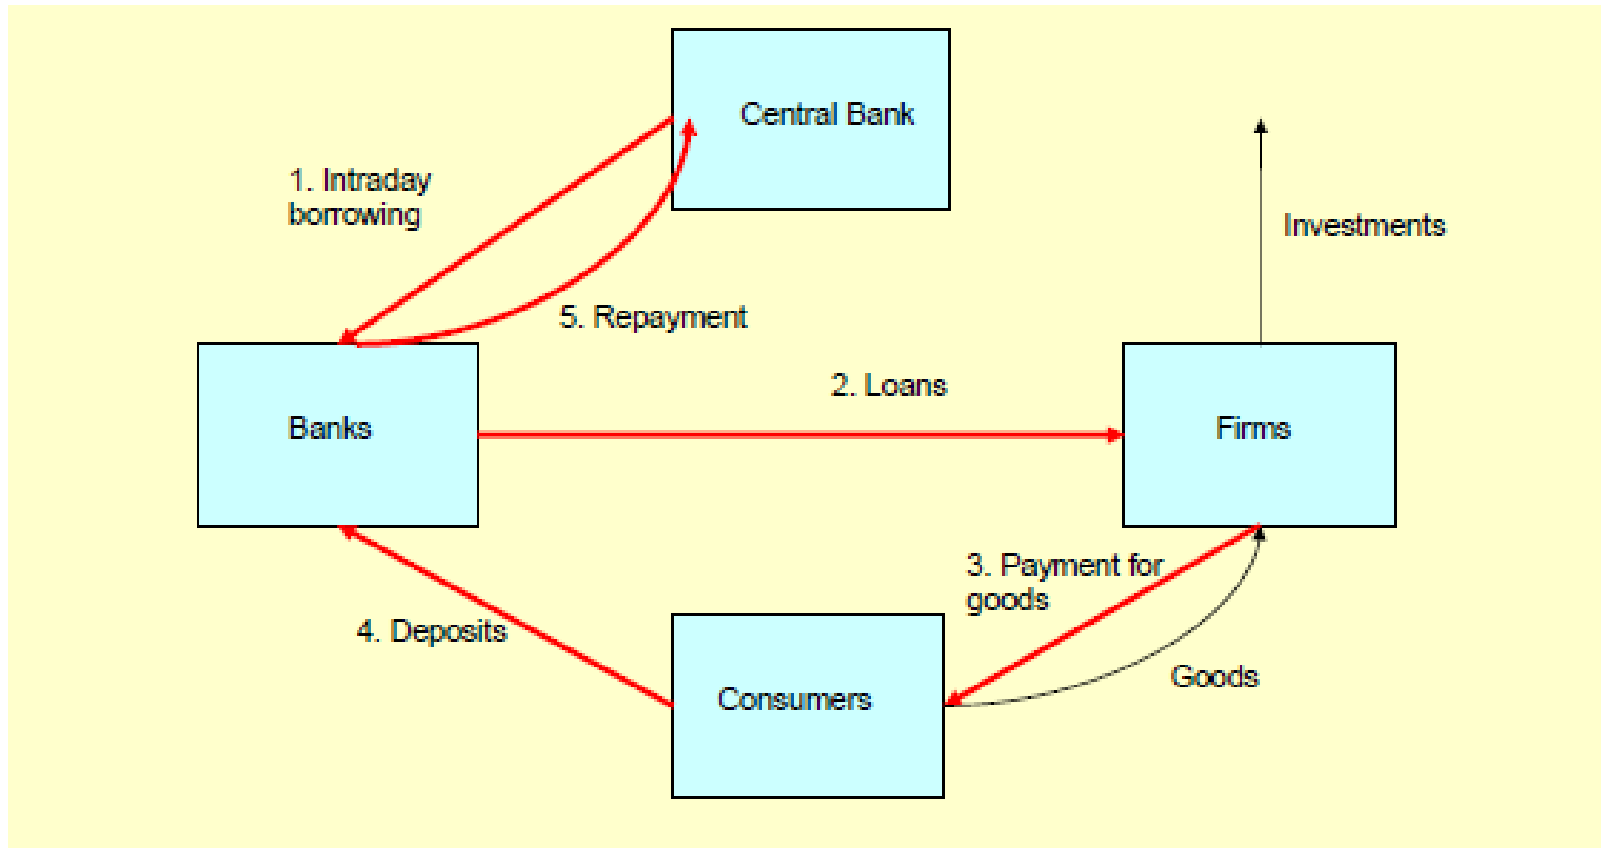 Central Bank
1. Intraday
borrowing
Investments
5. Repayment
2. Loans
Banks
Firms
3. Payment for
goods
4. Deposits
Goods
Consumers